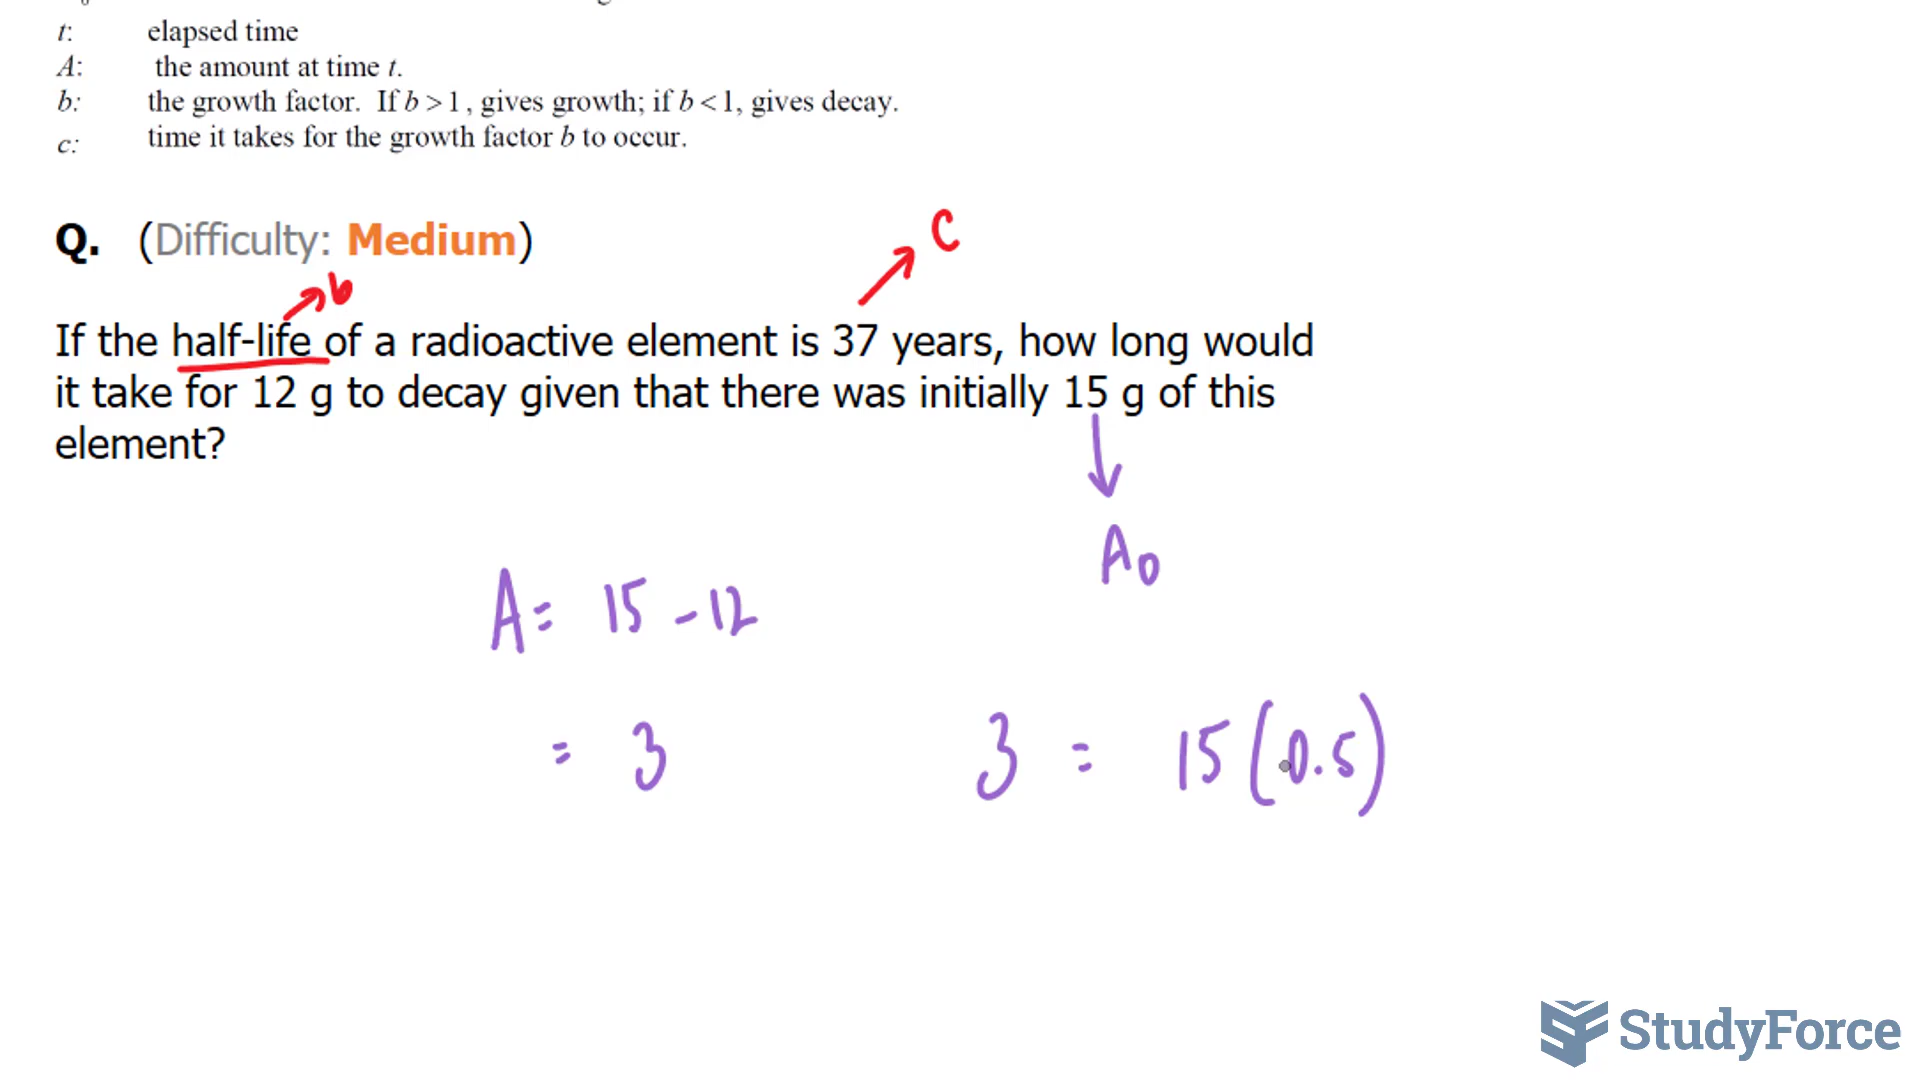 t: elapsed time
A: the amount at time t.
b: the growth factor. If b > 1, gives growth; if b < 1, gives decay.
c: time it takes for the growth factor b to occur.
Q. (Difficulty: Medium)
c
b
If the half-life of a radioactive element is 37 years, how long would
it take for 12 g to decay given that there was initially 15 g of this
element?
A0
A = 15 - 12
= 3
3 = 15(0.5)
StudyForce